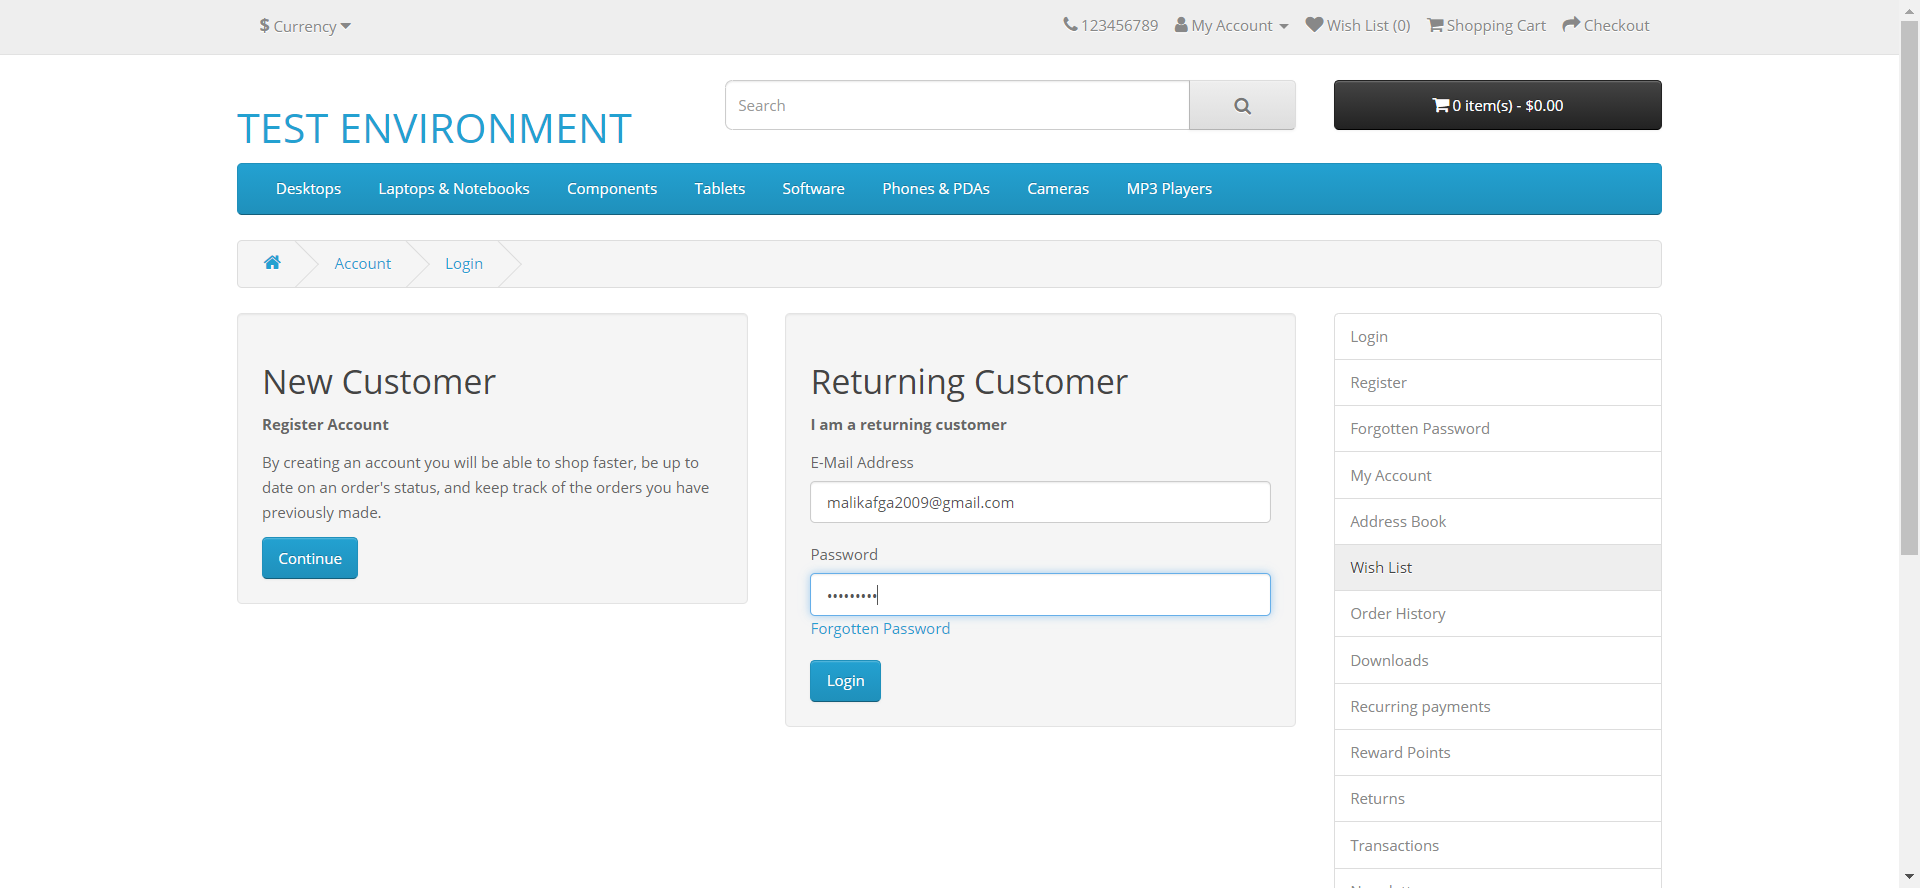 $ Currency
123456789 My Account Wish List (0) Shopping Cart Checkout
TEST ENVIRONMENT
Search
0 item(s) - $0.00
Desktops Laptops & Notebooks Components Tablets Software Phones & PDAs Cameras MP3 Players
Account Login
New Customer
Register Account
By creating an account you will be able to shop faster, be up to
date on an order's status, and keep track of the orders you have
previously made.
Continue
Returning Customer
I am a returning customer
E-Mail Address
malikafga2009@gmail.com
Password
•••••••••
Forgotten Password
Login
Login
Register
Forgotten Password
My Account
Address Book
Wish List
Order History
Downloads
Recurring payments
Reward Points
Returns
Transactions